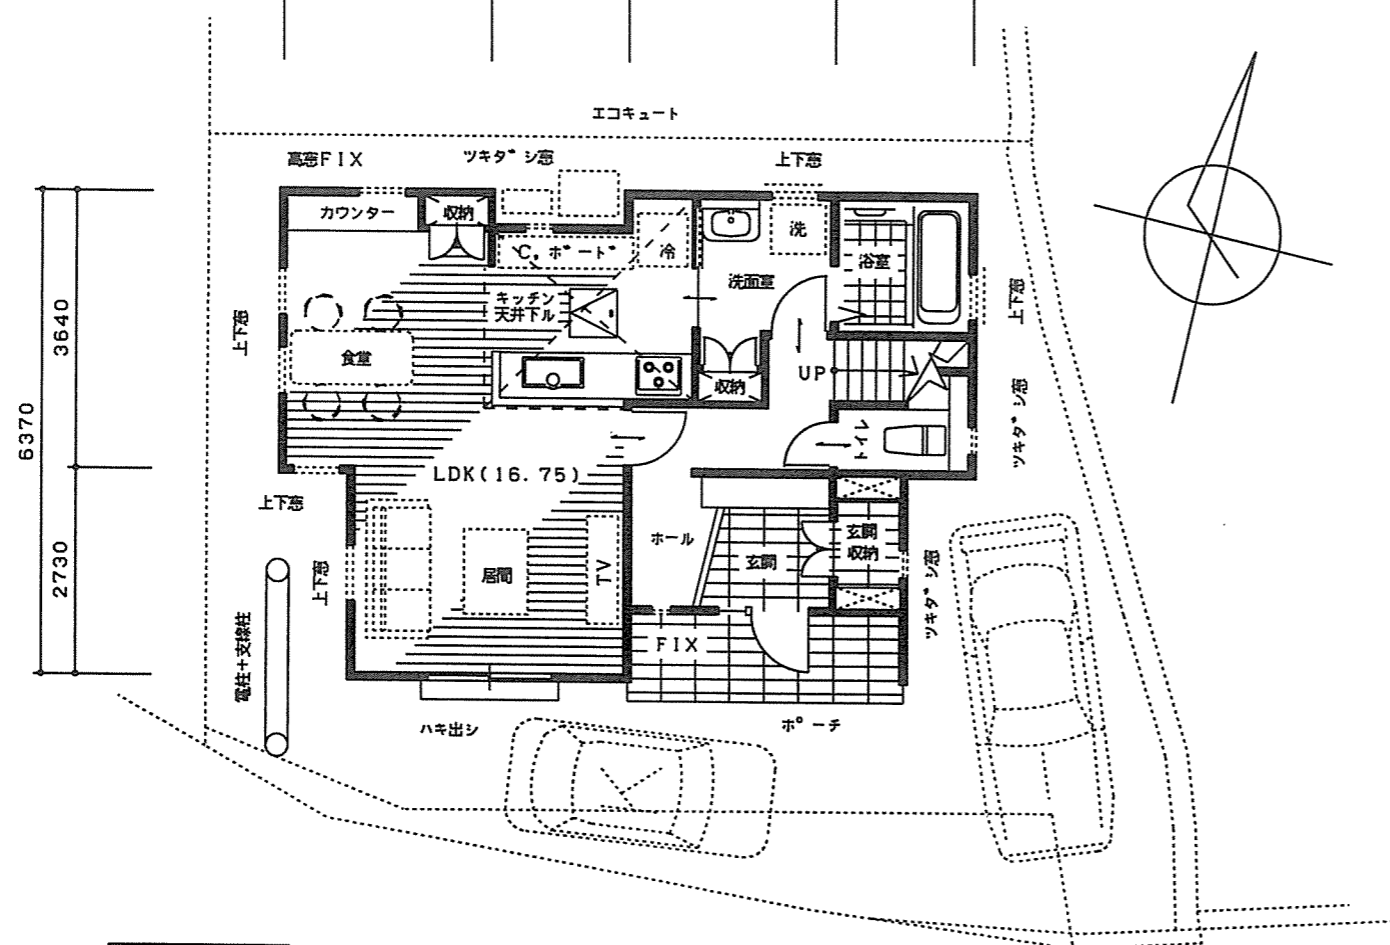 エコキュート
高窓FIX
ツキダシ窓
上下窓
カウンター
収納
C.ボード
冷
洗
浴室
洗面室
キッチン
天井下ル
上下窓
上下窓
3640
食堂
収納
UP
6370
トイレ
ツキダシ窓
LDK(16.75)
上下窓
ホール
玄関
玄関
収納
2730
上下窓
居間
TV
ツキダシ窓
電柱+支線柱
FIX
ハキ出シ
ポーチ